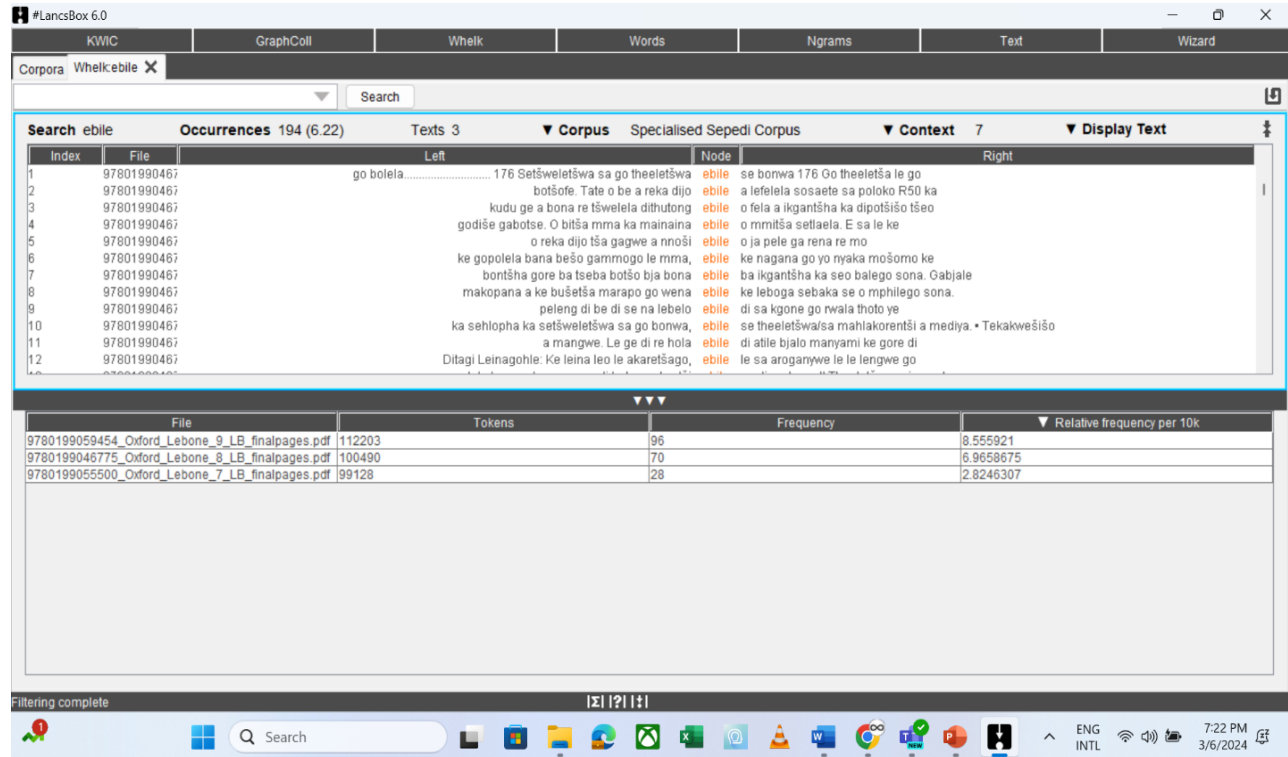 #LancsBox 6.0
KWIC GraphColl Whelk Words Ngrams Text Wizard
Corpora Whelk:ebile
Search
Search ebile Occurrences 194 (6.22) Texts 3 ▼ Corpus Specialised Sepedi Corpus ▼ Context 7 ▼ Display Text
Index File Left Node Right
1 97801990467 go bolela............................ 176 Setšweletšwa sa go theeletšwa ebile se bonwa 176 Go theeletša le go
2 97801990467 botšofe. Tate o be a reka dijo ebile a lefelela sosaete sa poloko R50 ka
3 97801990467 kudu ge a bona re tšwelela dithutong ebile o fela a ikgantšha ka dipotšišo tšeo
4 97801990467 godiše gabotse. O bitša mma ka mainaina ebile o mmitša setlaela. E sa le ke
5 97801990467 o reka dijo tša gagwe a nnoši ebile o ja pele ga rena re mo
6 97801990467 ke gopolela bana bešo gammogo le mma, ebile ke nagana go yo nyaka mošomo ke
7 97801990467 bontšha gore ba tseba botšo bja bona ebile ba ikgantšha ka seo balego sona. Gabjale
8 97801990467 makopana a ke bušetša marapo go wena ebile ke leboga sebaka se o mphilego sona.
9 97801990467 peleng di be di se na lebelo ebile di sa kgone go rwala thoto ye
10 97801990467 ka sehlopha ka setšweletšwa sa go bonwa, ebile se theeletšwa/sa mahlakorentši a mediya. • Tekakwešišo
11 97801990467 a mangwe. Le ge di re hola ebile di atile bjalo manyami ke gore di
12 97801990467 Ditagi Leinagohle: Ke leina leo le akaretšago, ebile le sa aroganywe le le lengwe go
▼▼▼
File Tokens Frequency ▼ Relative frequency per 10k
9780199059454_Oxford_Lebone_9_LB_finalpages.pdf 112203 96 8.555921
9780199046775_Oxford_Lebone_8_LB_finalpages.pdf 100490 70 6.9658675
9780199055500_Oxford_Lebone_7_LB_finalpages.pdf 99128 28 2.8246307
Filtering complete
1 Search ENG INTL 7:22 PM
3/6/2024